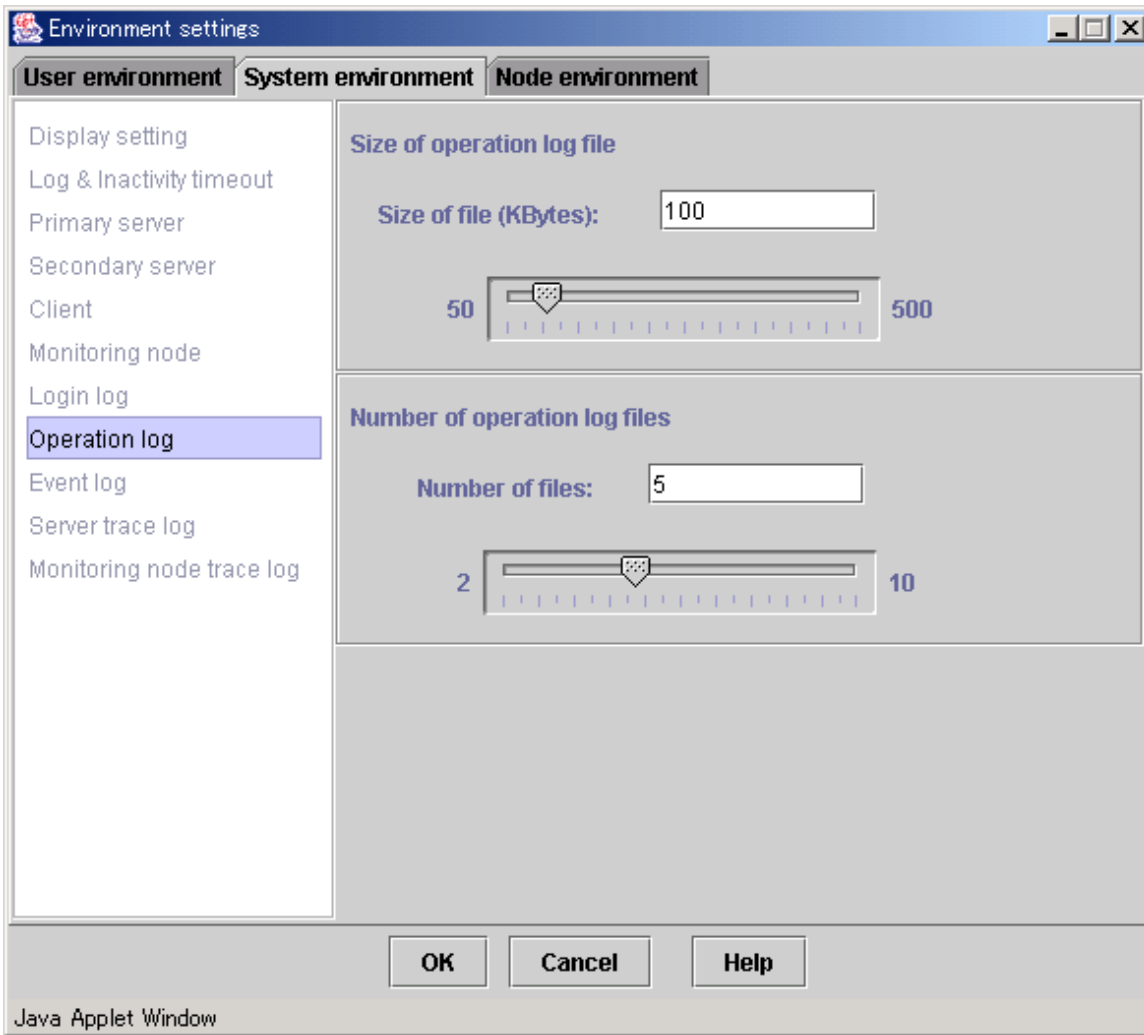 Environment settings
User environment System environment Node environment
Display setting
Log & Inactivity timeout
Primary server
Secondary server
Client
Monitoring node
Login log
Operation log
Event log
Server trace log
Monitoring node trace log
Size of operation log file
Size of file (KBytes): 100
50 500
Number of operation log files
Number of files: 5
2 10
OK Cancel Help
Java Applet Window